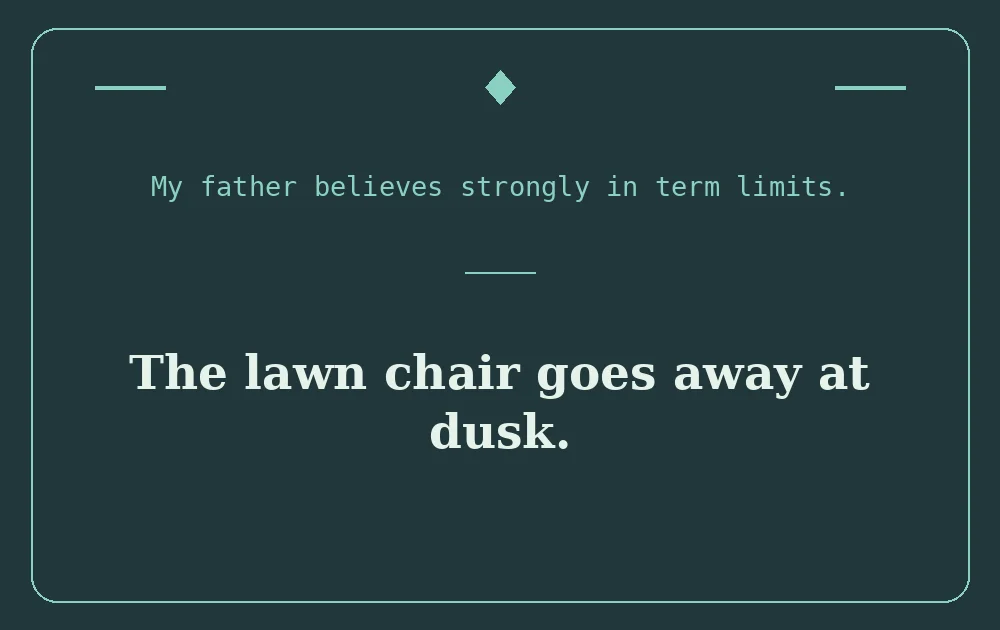 My father believes strongly in term limits.
The lawn chair goes away at
dusk.